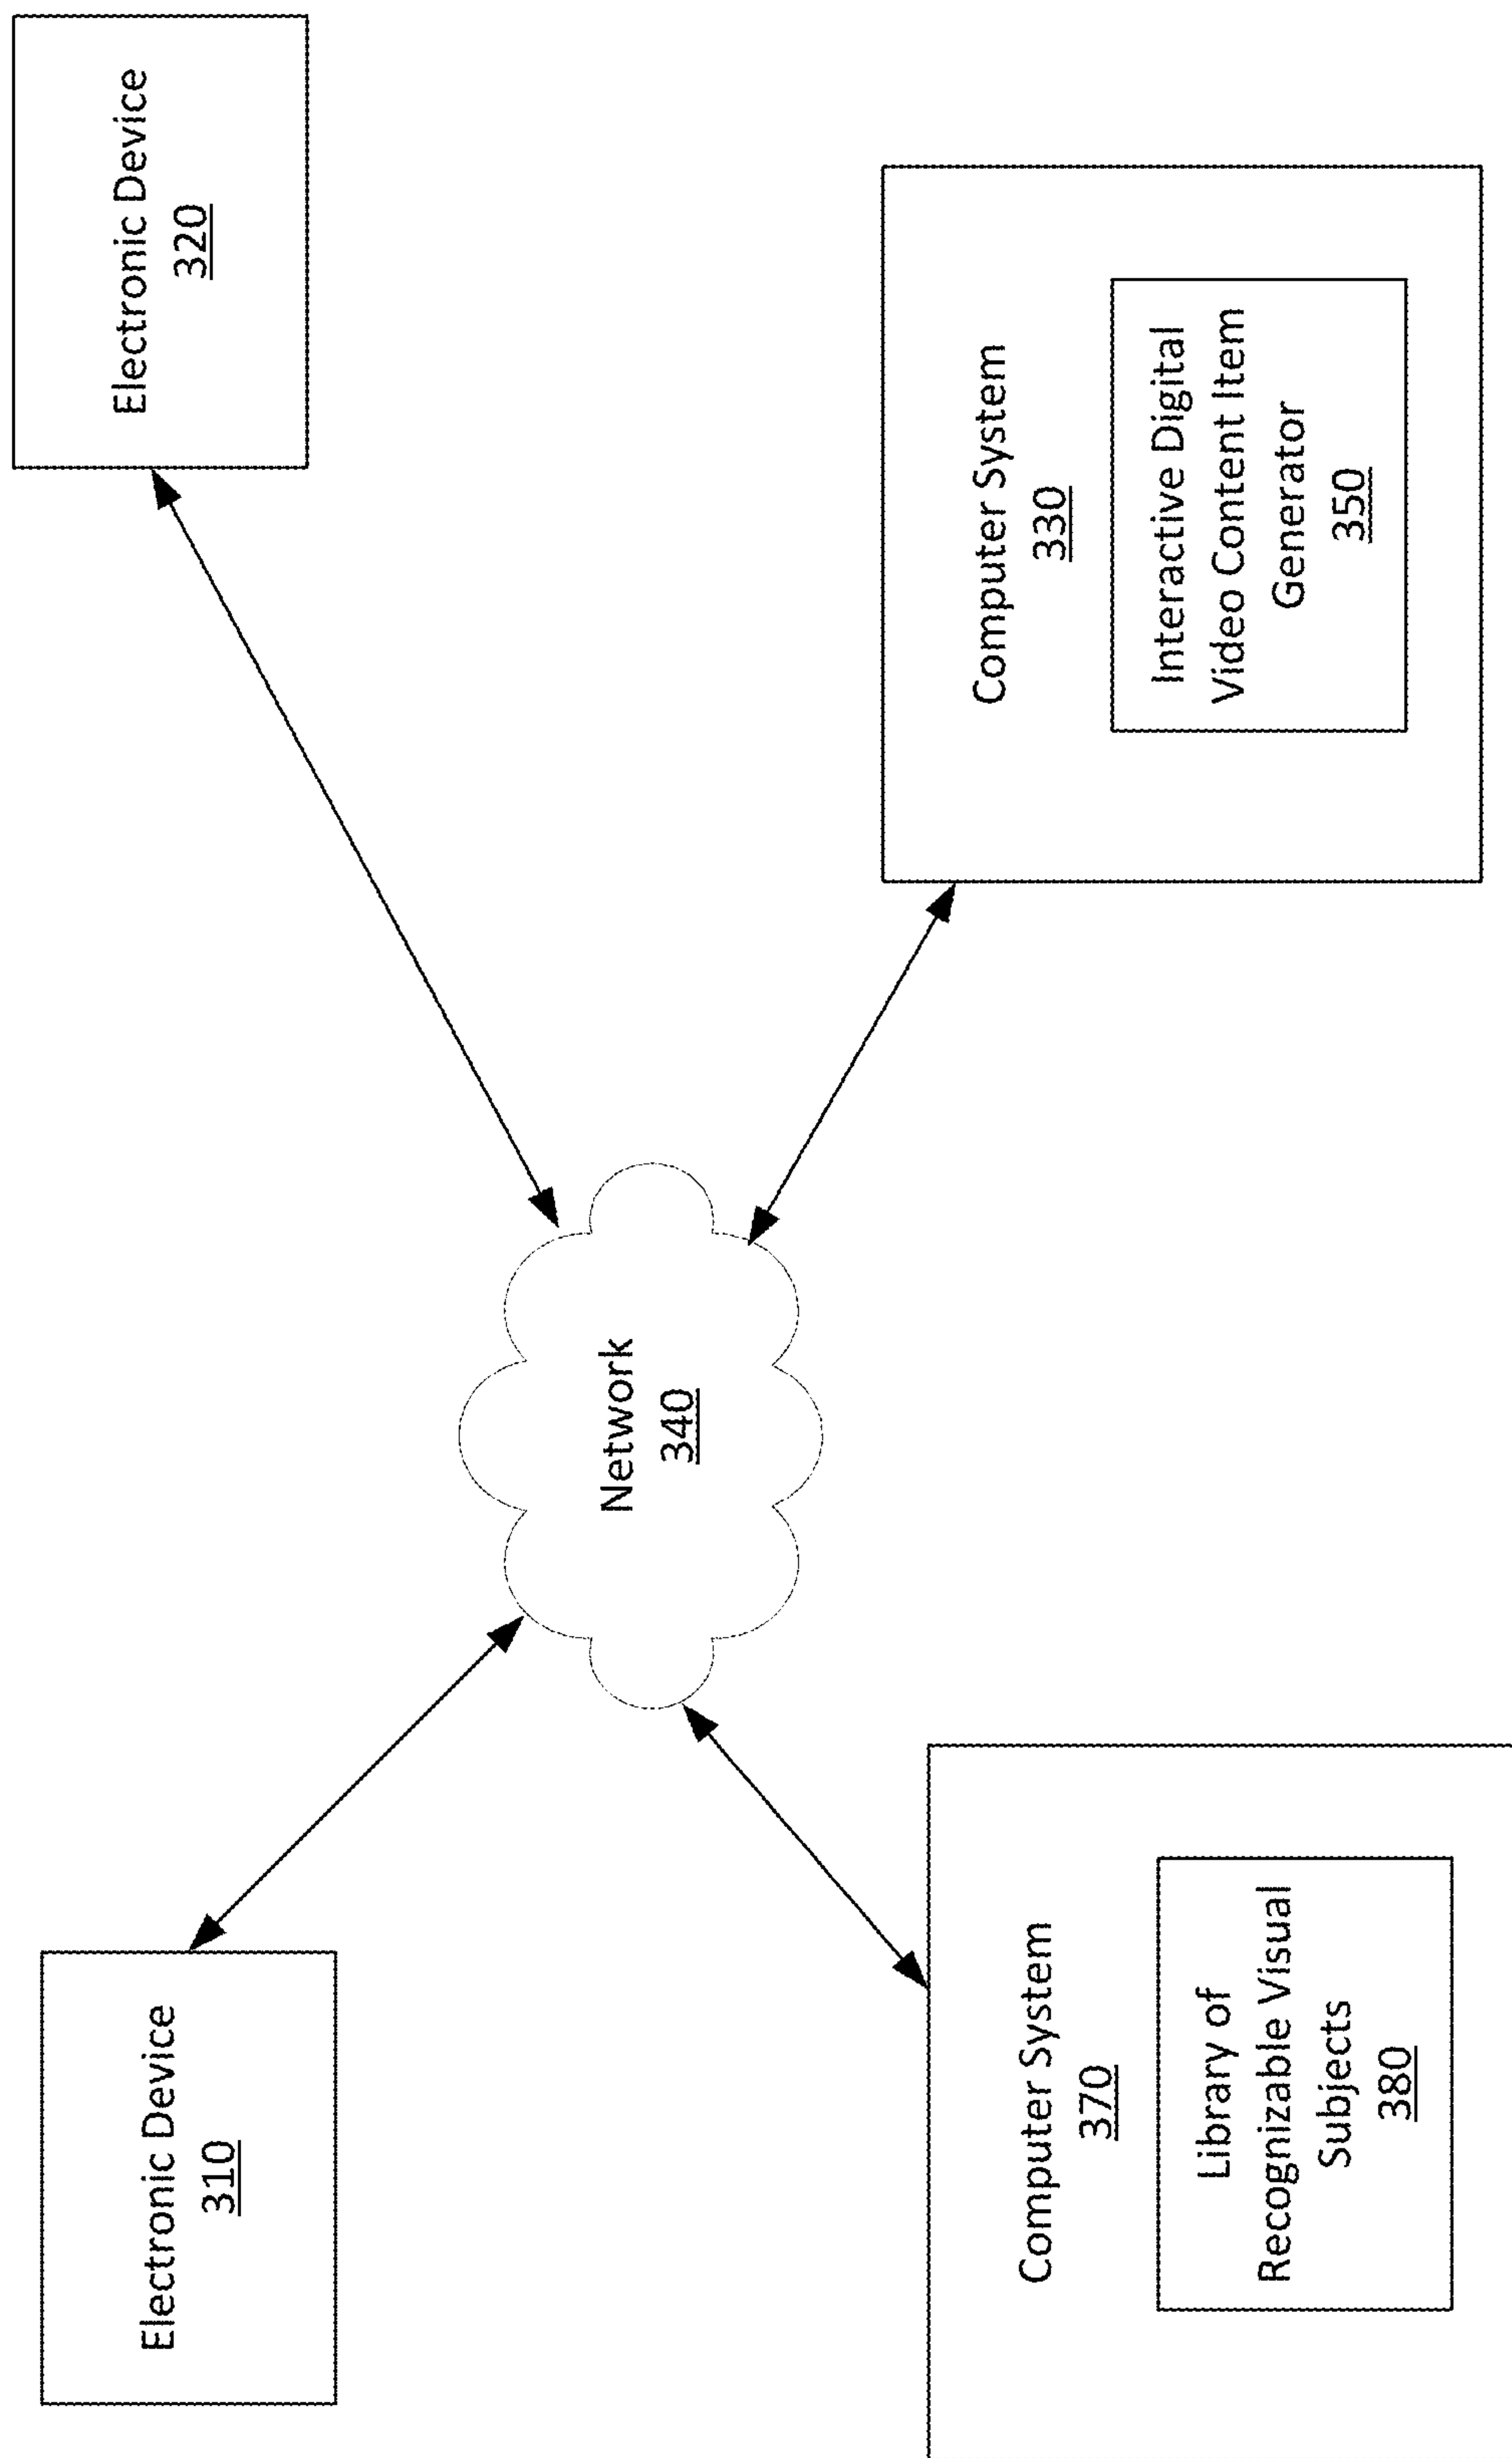 Electronic Device
310
Electronic Device
320
Network
340
Computer System
370
Library of
Recognizable Visual
Subjects
380
Computer System
330
Interactive Digital
Video Content Item
Generator
350